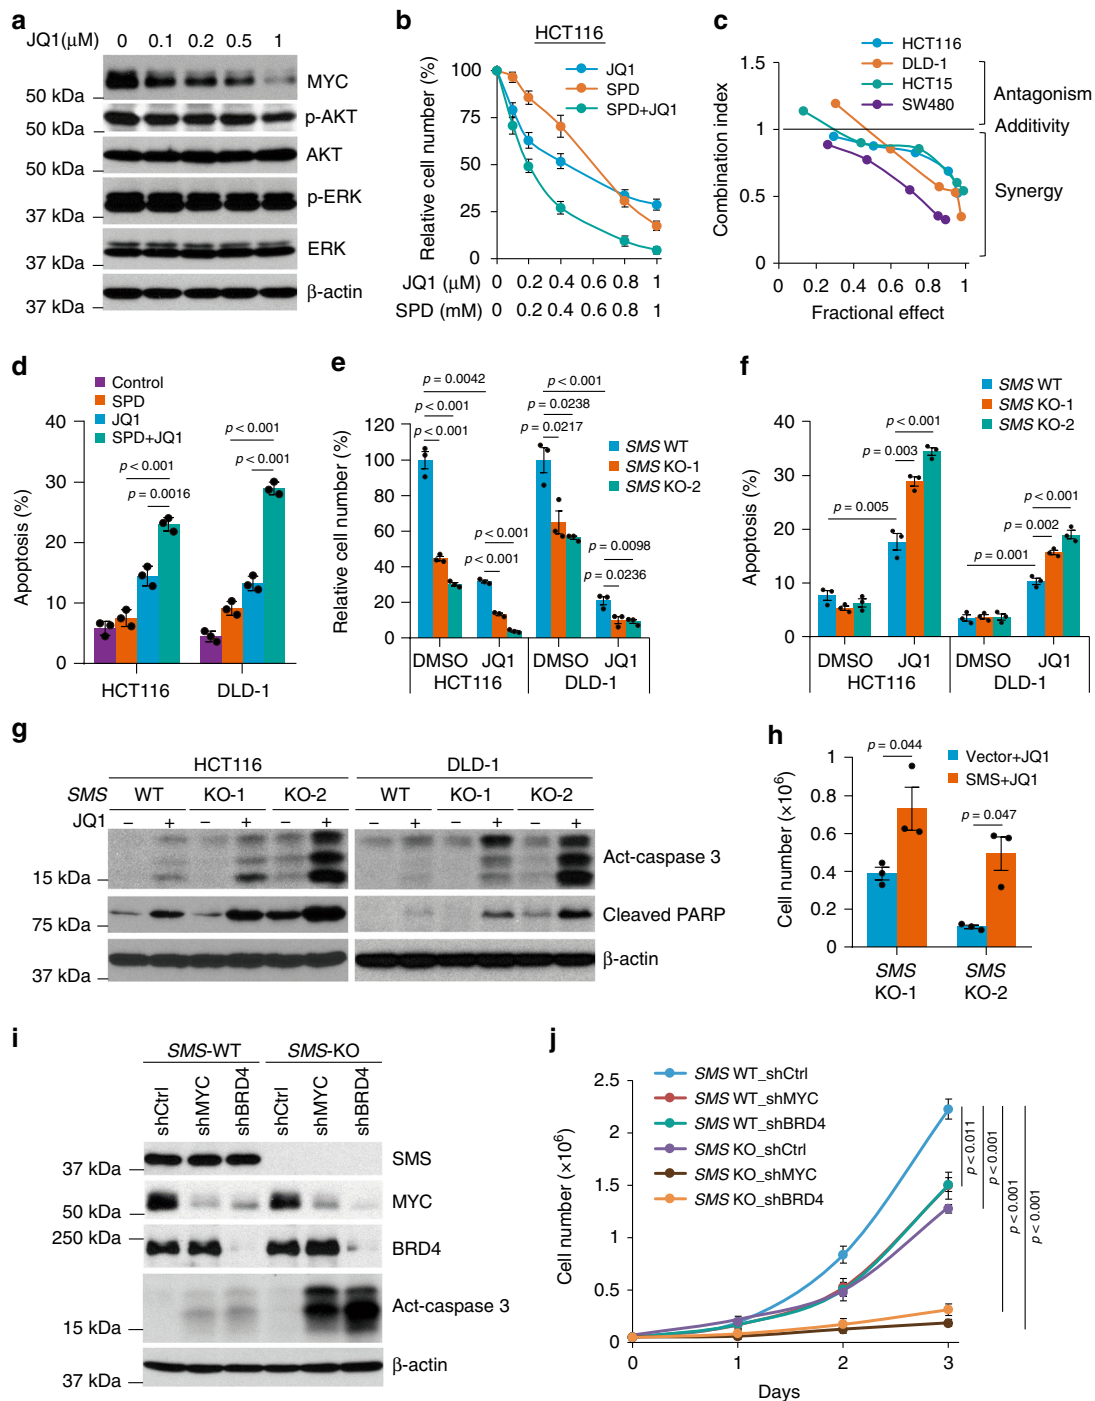 a
JQ1(μM) 0 0.1 0.2 0.5 1
MYC
50 kDa
p-AKT
50 kDa
AKT
50 kDa
p-ERK
37 kDa
ERK
37 kDa
β-actin
37 kDa
b
HCT116
JQ1
SPD
SPD+JQ1
Relative cell number (%)
100
75
50
25
0
0 0.2 0.4 0.6 0.8 1
JQ1 (μM)
0 0.2 0.4 0.6 0.8 1
SPD (mM)
c
HCT116
DLD-1
HCT15
SW480
Combination index
1.5
1
0.5
0
0 0.2 0.4 0.6 0.8 1
Fractional effect
Antagonism
Additivity
Synergy
d
Control
SPD
JQ1
SPD+JQ1
Apoptosis (%)
40
30
20
10
0
p < 0.001
p = 0.0016
p < 0.001
p < 0.001
HCT116 DLD-1
e
Relative cell number (%)
120
100
80
60
40
20
0
p = 0.0042
p < 0.001
p < 0.001
p < 0.001
p < 0.001
p < 0.001
p = 0.0238
p = 0.0217
p = 0.0098
p = 0.0236
SMS WT
SMS KO-1
SMS KO-2
DMSO JQ1 DMSO JQ1
HCT116 DLD-1
f
SMS WT
SMS KO-1
SMS KO-2
Apoptosis (%)
40
30
20
10
0
p < 0.001
p = 0.003
p = 0.005
p < 0.001
p = 0.002
p = 0.001
DMSO JQ1 DMSO JQ1
HCT116 DLD-1
g
HCT116 DLD-1
SMS WT KO-1 KO-2 WT KO-1 KO-2
JQ1 – + – + – + – + – + – +
Act-caspase 3
15 kDa
Cleaved PARP
75 kDa
β-actin
37 kDa
h
Vector+JQ1
SMS+JQ1
Cell number (×10⁶)
1
0.8
0.6
0.4
0.2
0
p = 0.044
p = 0.047
SMS KO-1
SMS KO-2
i
SMS-WT SMS-KO
shCtrl shMYC shBRD4 shCtrl shMYC shBRD4
SMS
37 kDa
MYC
50 kDa
250 kDa
BRD4
Act-caspase 3
15 kDa
β-actin
37 kDa
j
SMS WT_shCtrl
SMS WT_shMYC
SMS WT_shBRD4
SMS KO_shCtrl
SMS KO_shMYC
SMS KO_shBRD4
Cell number (×10⁶)
2.5
2
1.5
1
0.5
0
0 1 2 3
Days
p < 0.011
p < 0.001
p < 0.001
p < 0.001